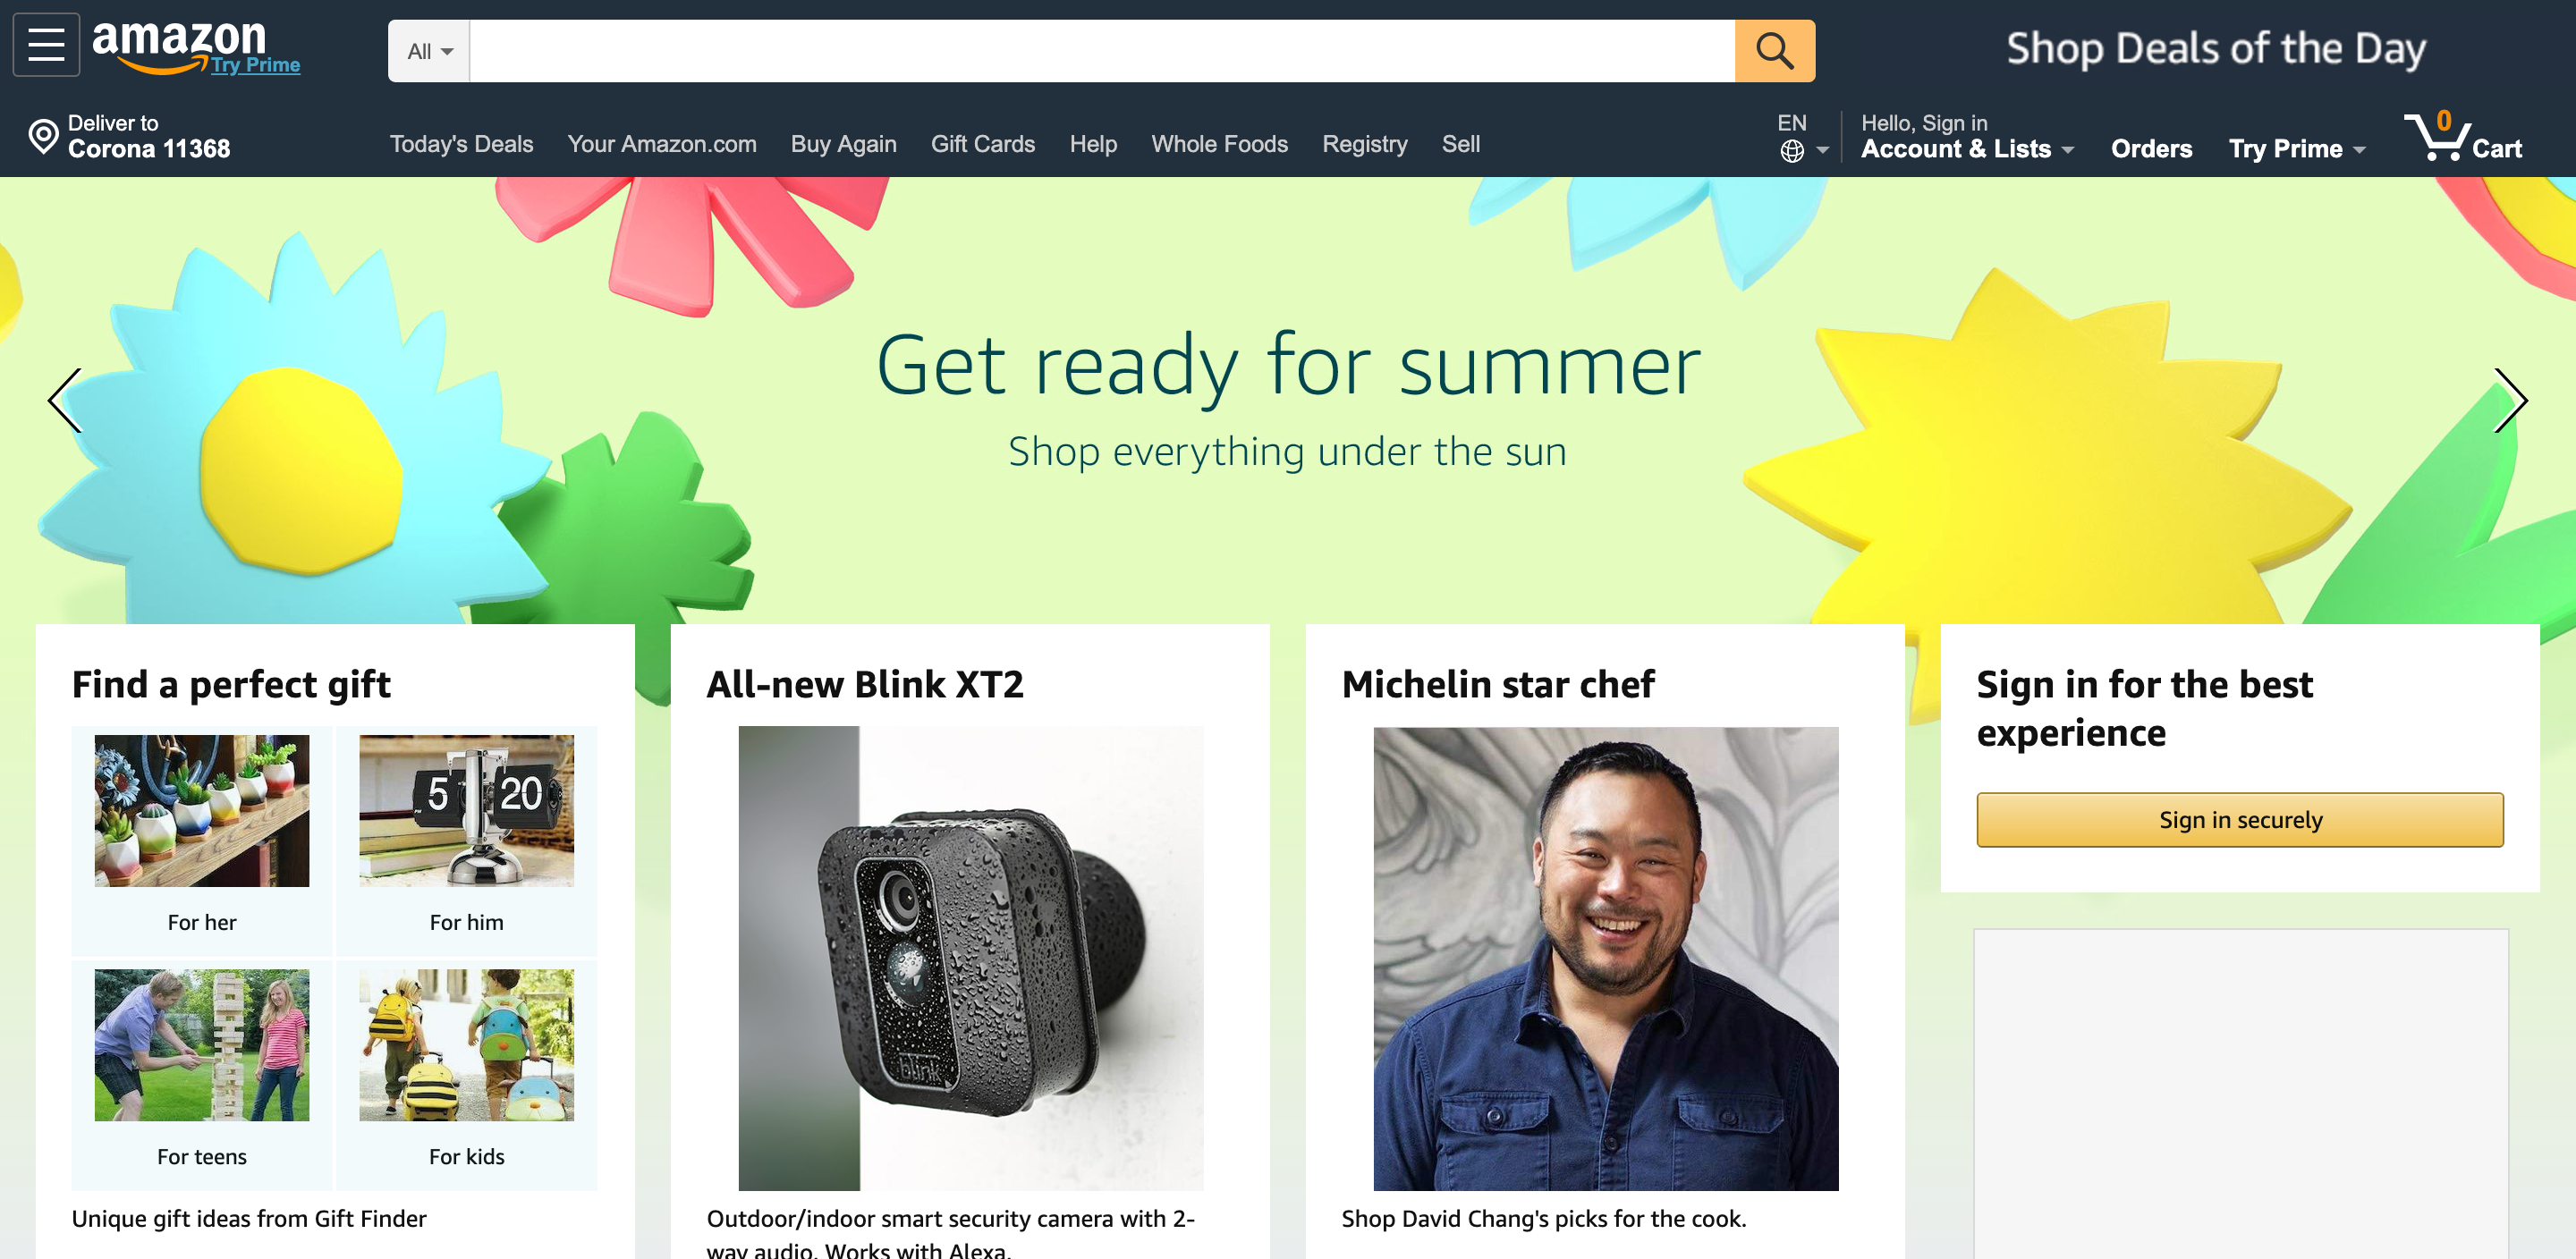 amazon
Try Prime
All
Shop Deals of the Day
Deliver to
Corona 11368
Today's Deals
Your Amazon.com
Buy Again
Gift Cards
Help
Whole Foods
Registry
Sell
EN
Hello, Sign in
Account & Lists
Orders
Try Prime
0
Cart
Get ready for summer
Shop everything under the sun
Find a perfect gift
5 20
For her
For him
For teens
For kids
Unique gift ideas from Gift Finder
All-new Blink XT2
blink
Outdoor/indoor smart security camera with 2-
way audio. Works with Alexa.
Michelin star chef
Shop David Chang's picks for the cook.
Sign in for the best
experience
Sign in securely